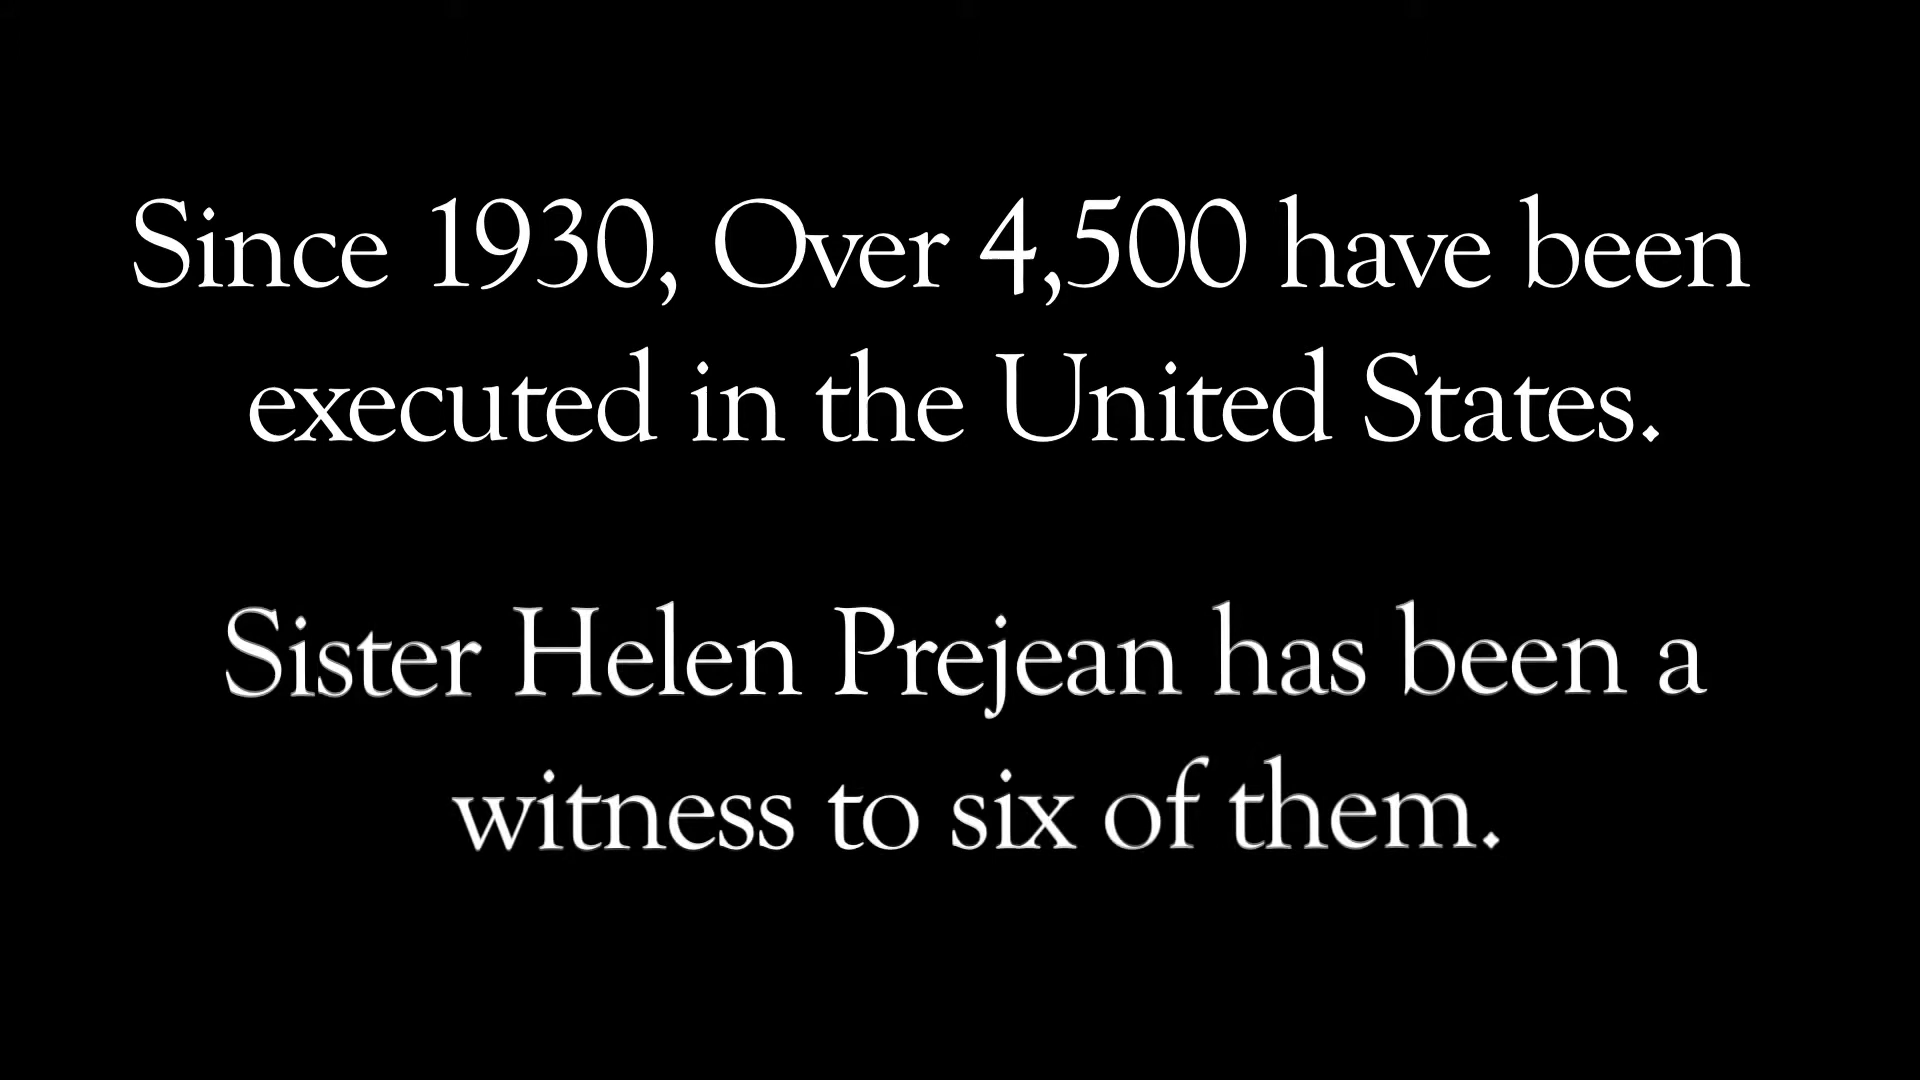 Since 1930, Over 4,500 have been
executed in the United States.
Sister Helen Prejean has been a
witness to six of them.